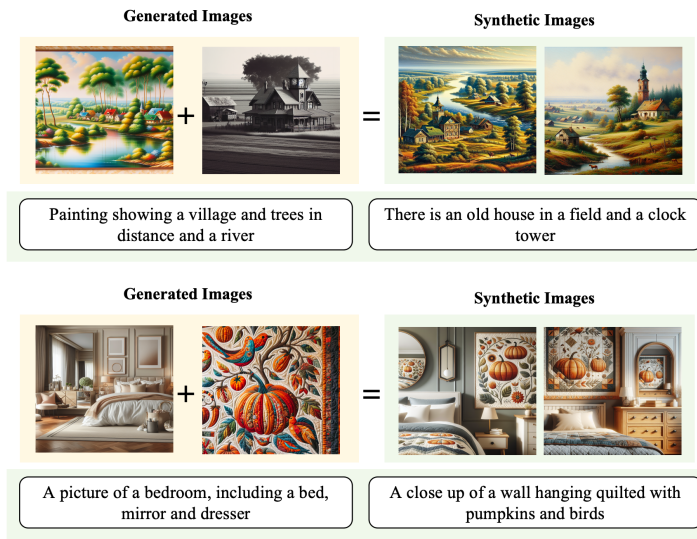 Generated Images
Synthetic Images
+
=
Painting showing a village and trees in
distance and a river
There is an old house in a field and a clock
tower
Generated Images
Synthetic Images
+
=
A picture of a bedroom, including a bed,
mirror and dresser
A close up of a wall hanging quilted with
pumpkins and birds